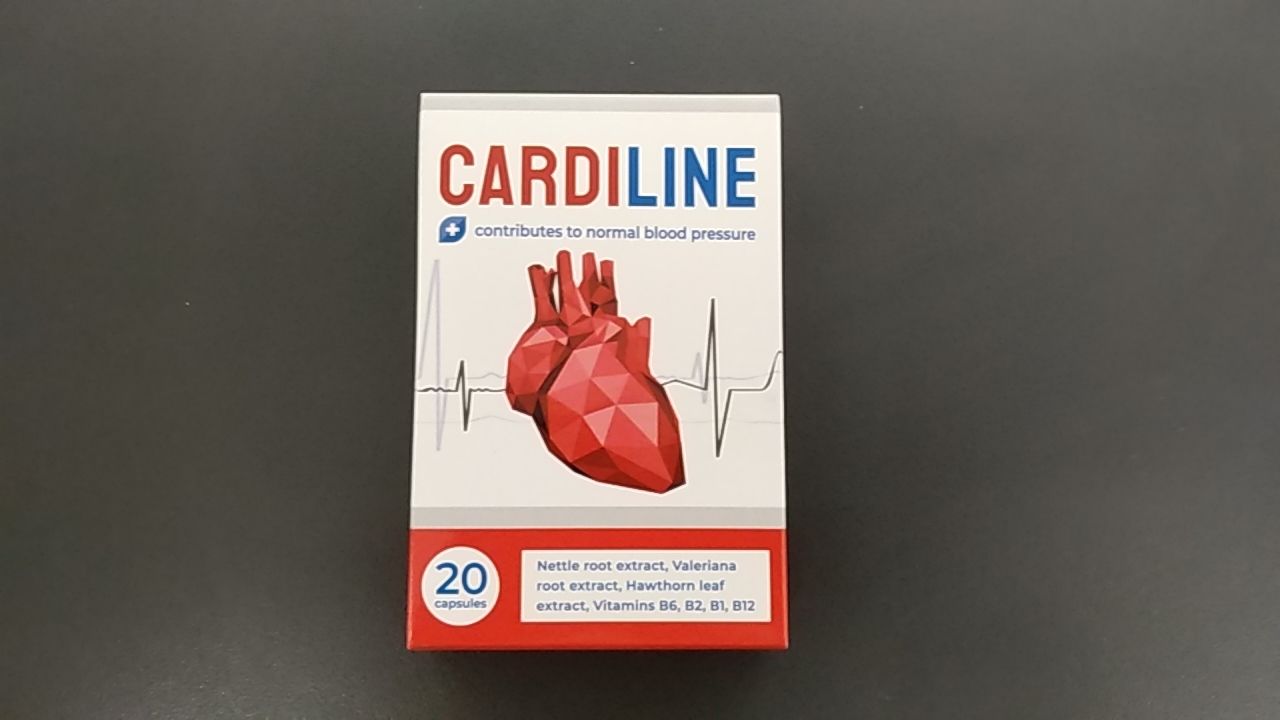 CARDILINE
contributes to normal blood pressure
20
capsules
Nettle root extract, Valeriana
root extract, Hawthorn leaf
extract, Vitamins B6, B2, B1, B12